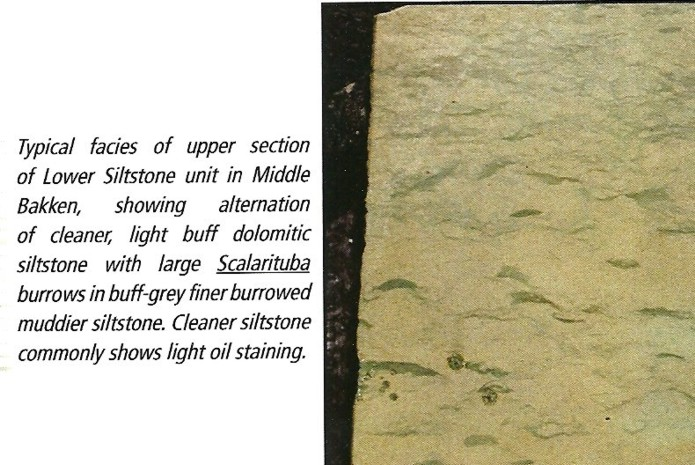 Typical facies of upper section
of Lower Siltstone unit in Middle
Bakken, showing alternation
of cleaner, light buff dolomitic
siltstone with large Scalarituba
burrows in buff-grey finer burrowed
muddier siltstone. Cleaner siltstone
commonly shows light oil staining.